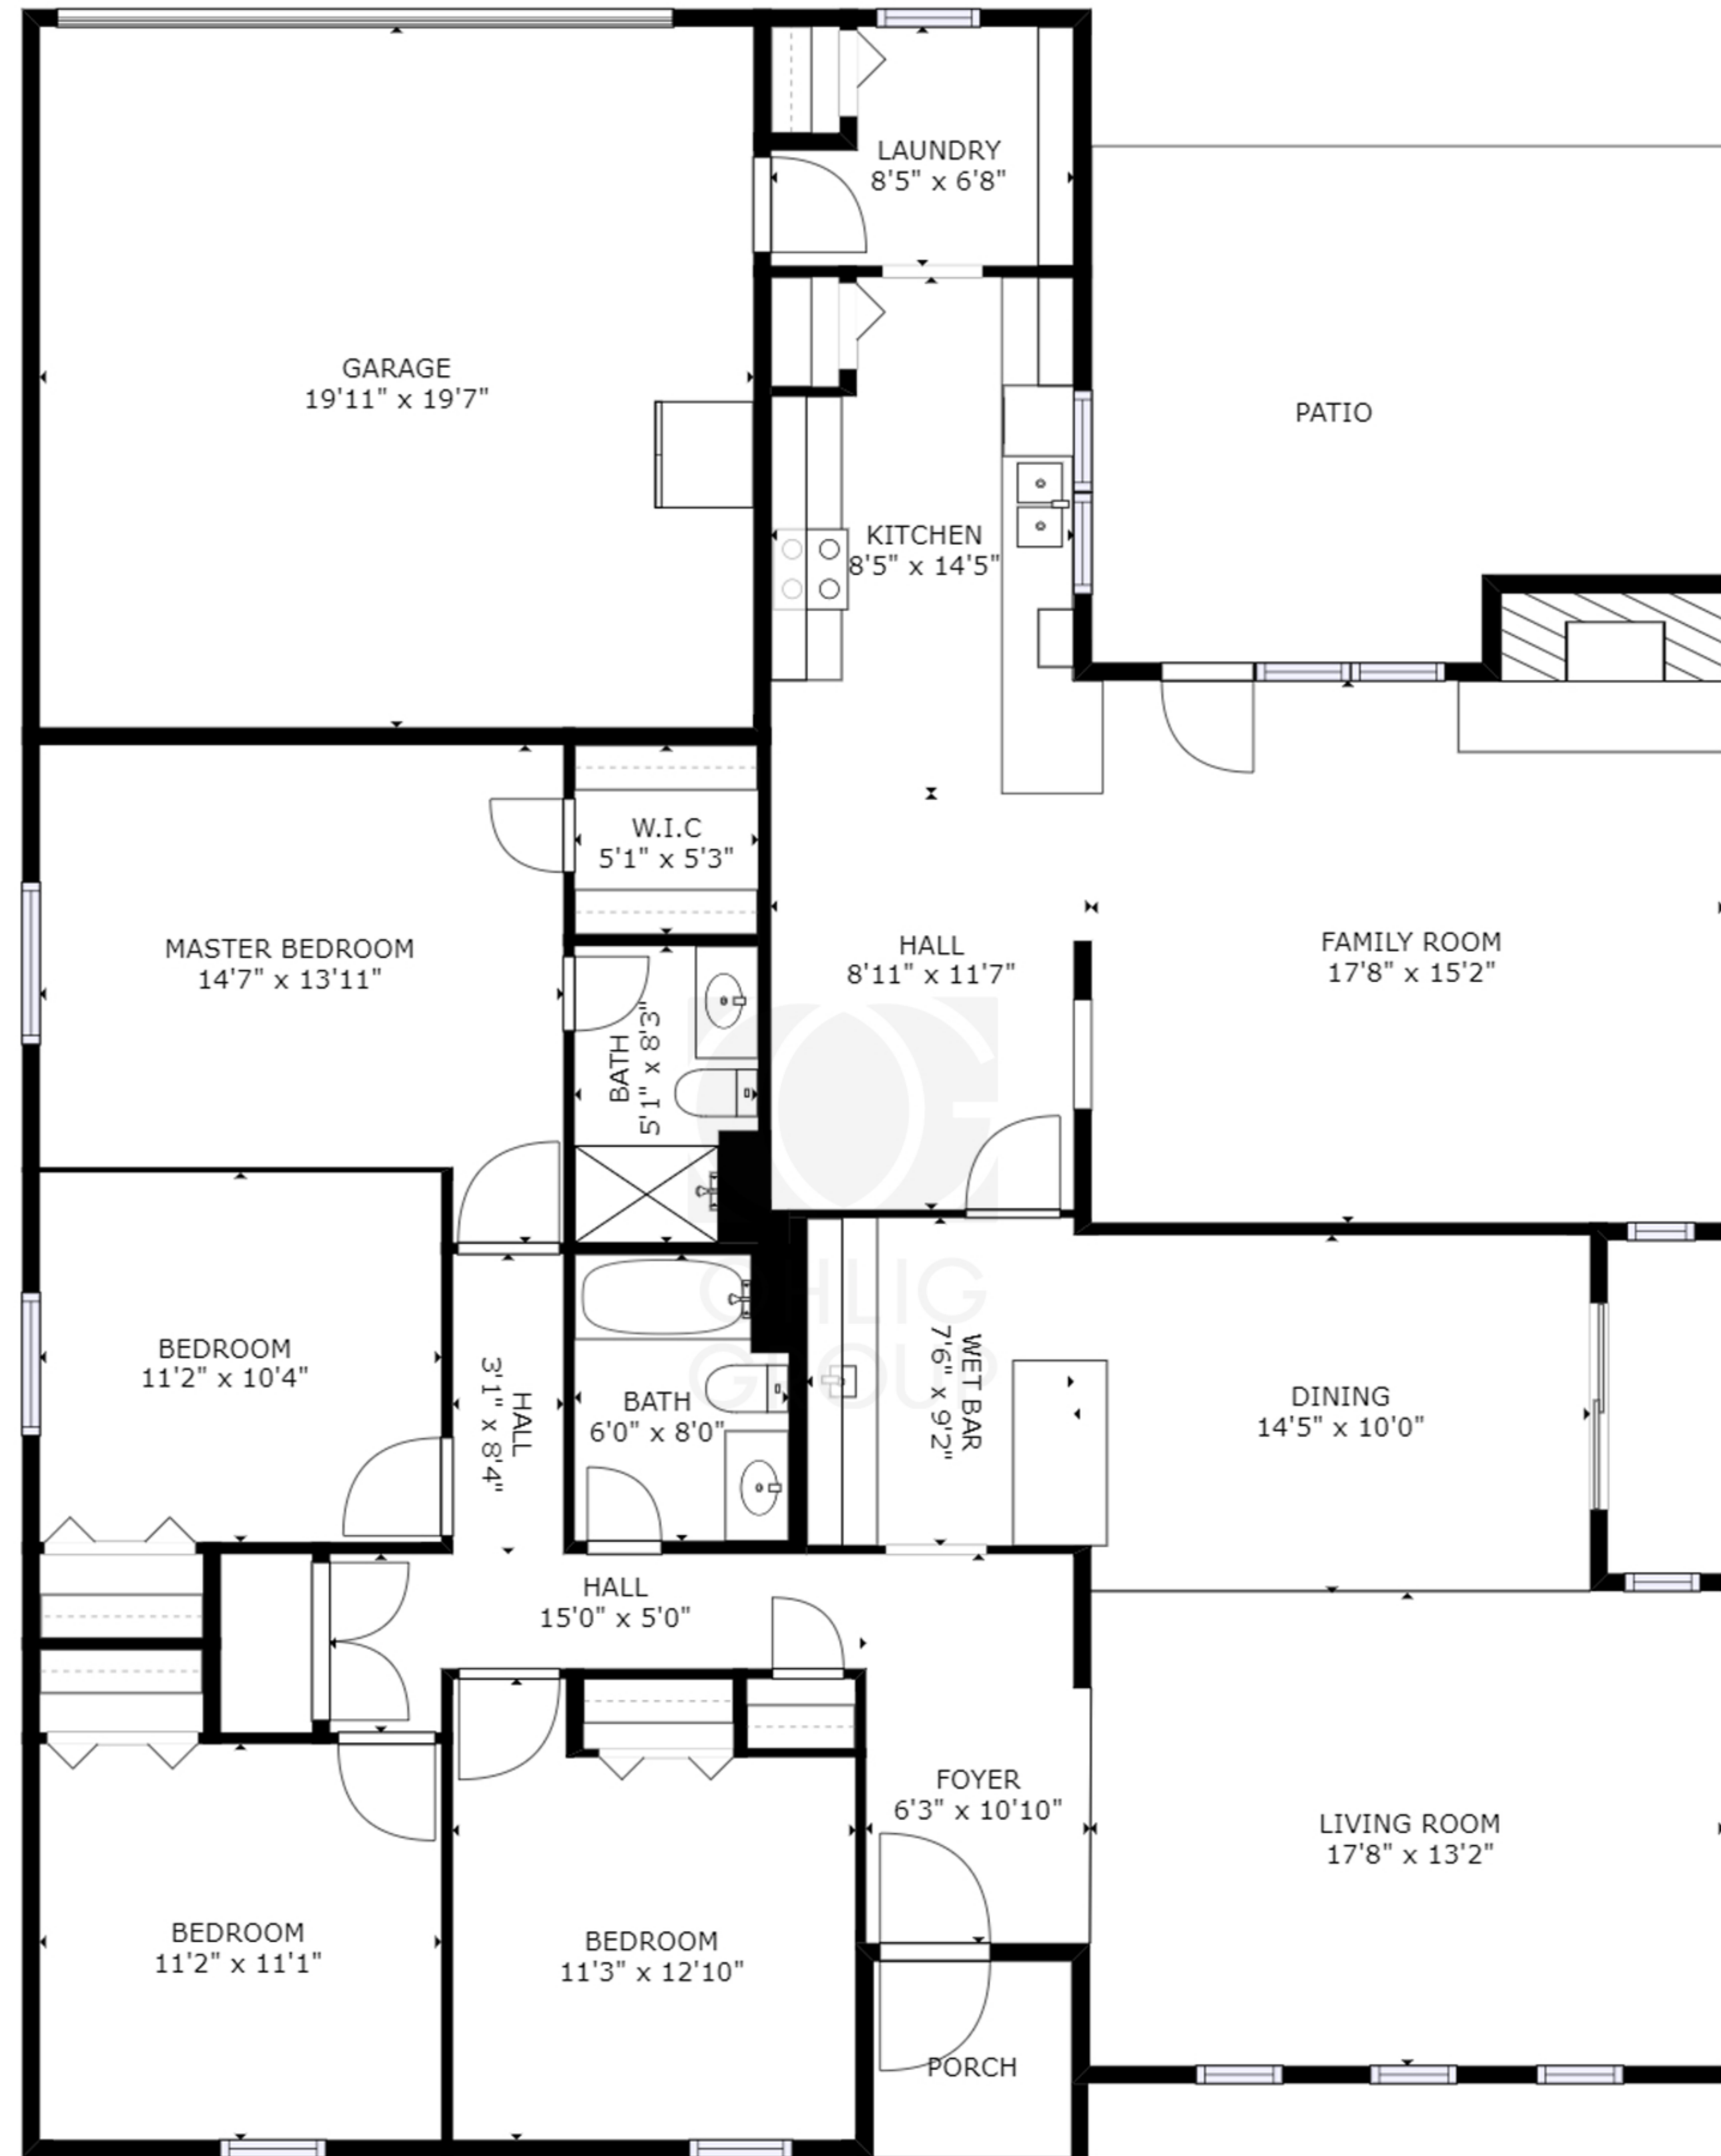 LAUNDRY
8'5" x 6'8"
GARAGE
19'11" x 19'7"
PATIO
KITCHEN
8'5" x 14'5"
W.I.C
5'1" x 5'3"
MASTER BEDROOM
14'7" x 13'11"
HALL
8'11" x 11'7"
FAMILY ROOM
17'8" x 15'2"
BATH
5'1" x 8'3"
OHLIG
GROUP
BEDROOM
11'2" x 10'4"
HALL
3'1" x 8'4"
BATH
6'0" x 8'0"
WET BAR
7'6" x 9'2"
DINING
14'5" x 10'0"
HALL
15'0" x 5'0"
FOYER
6'3" x 10'10"
LIVING ROOM
17'8" x 13'2"
BEDROOM
11'2" x 11'1"
BEDROOM
11'3" x 12'10"
PORCH